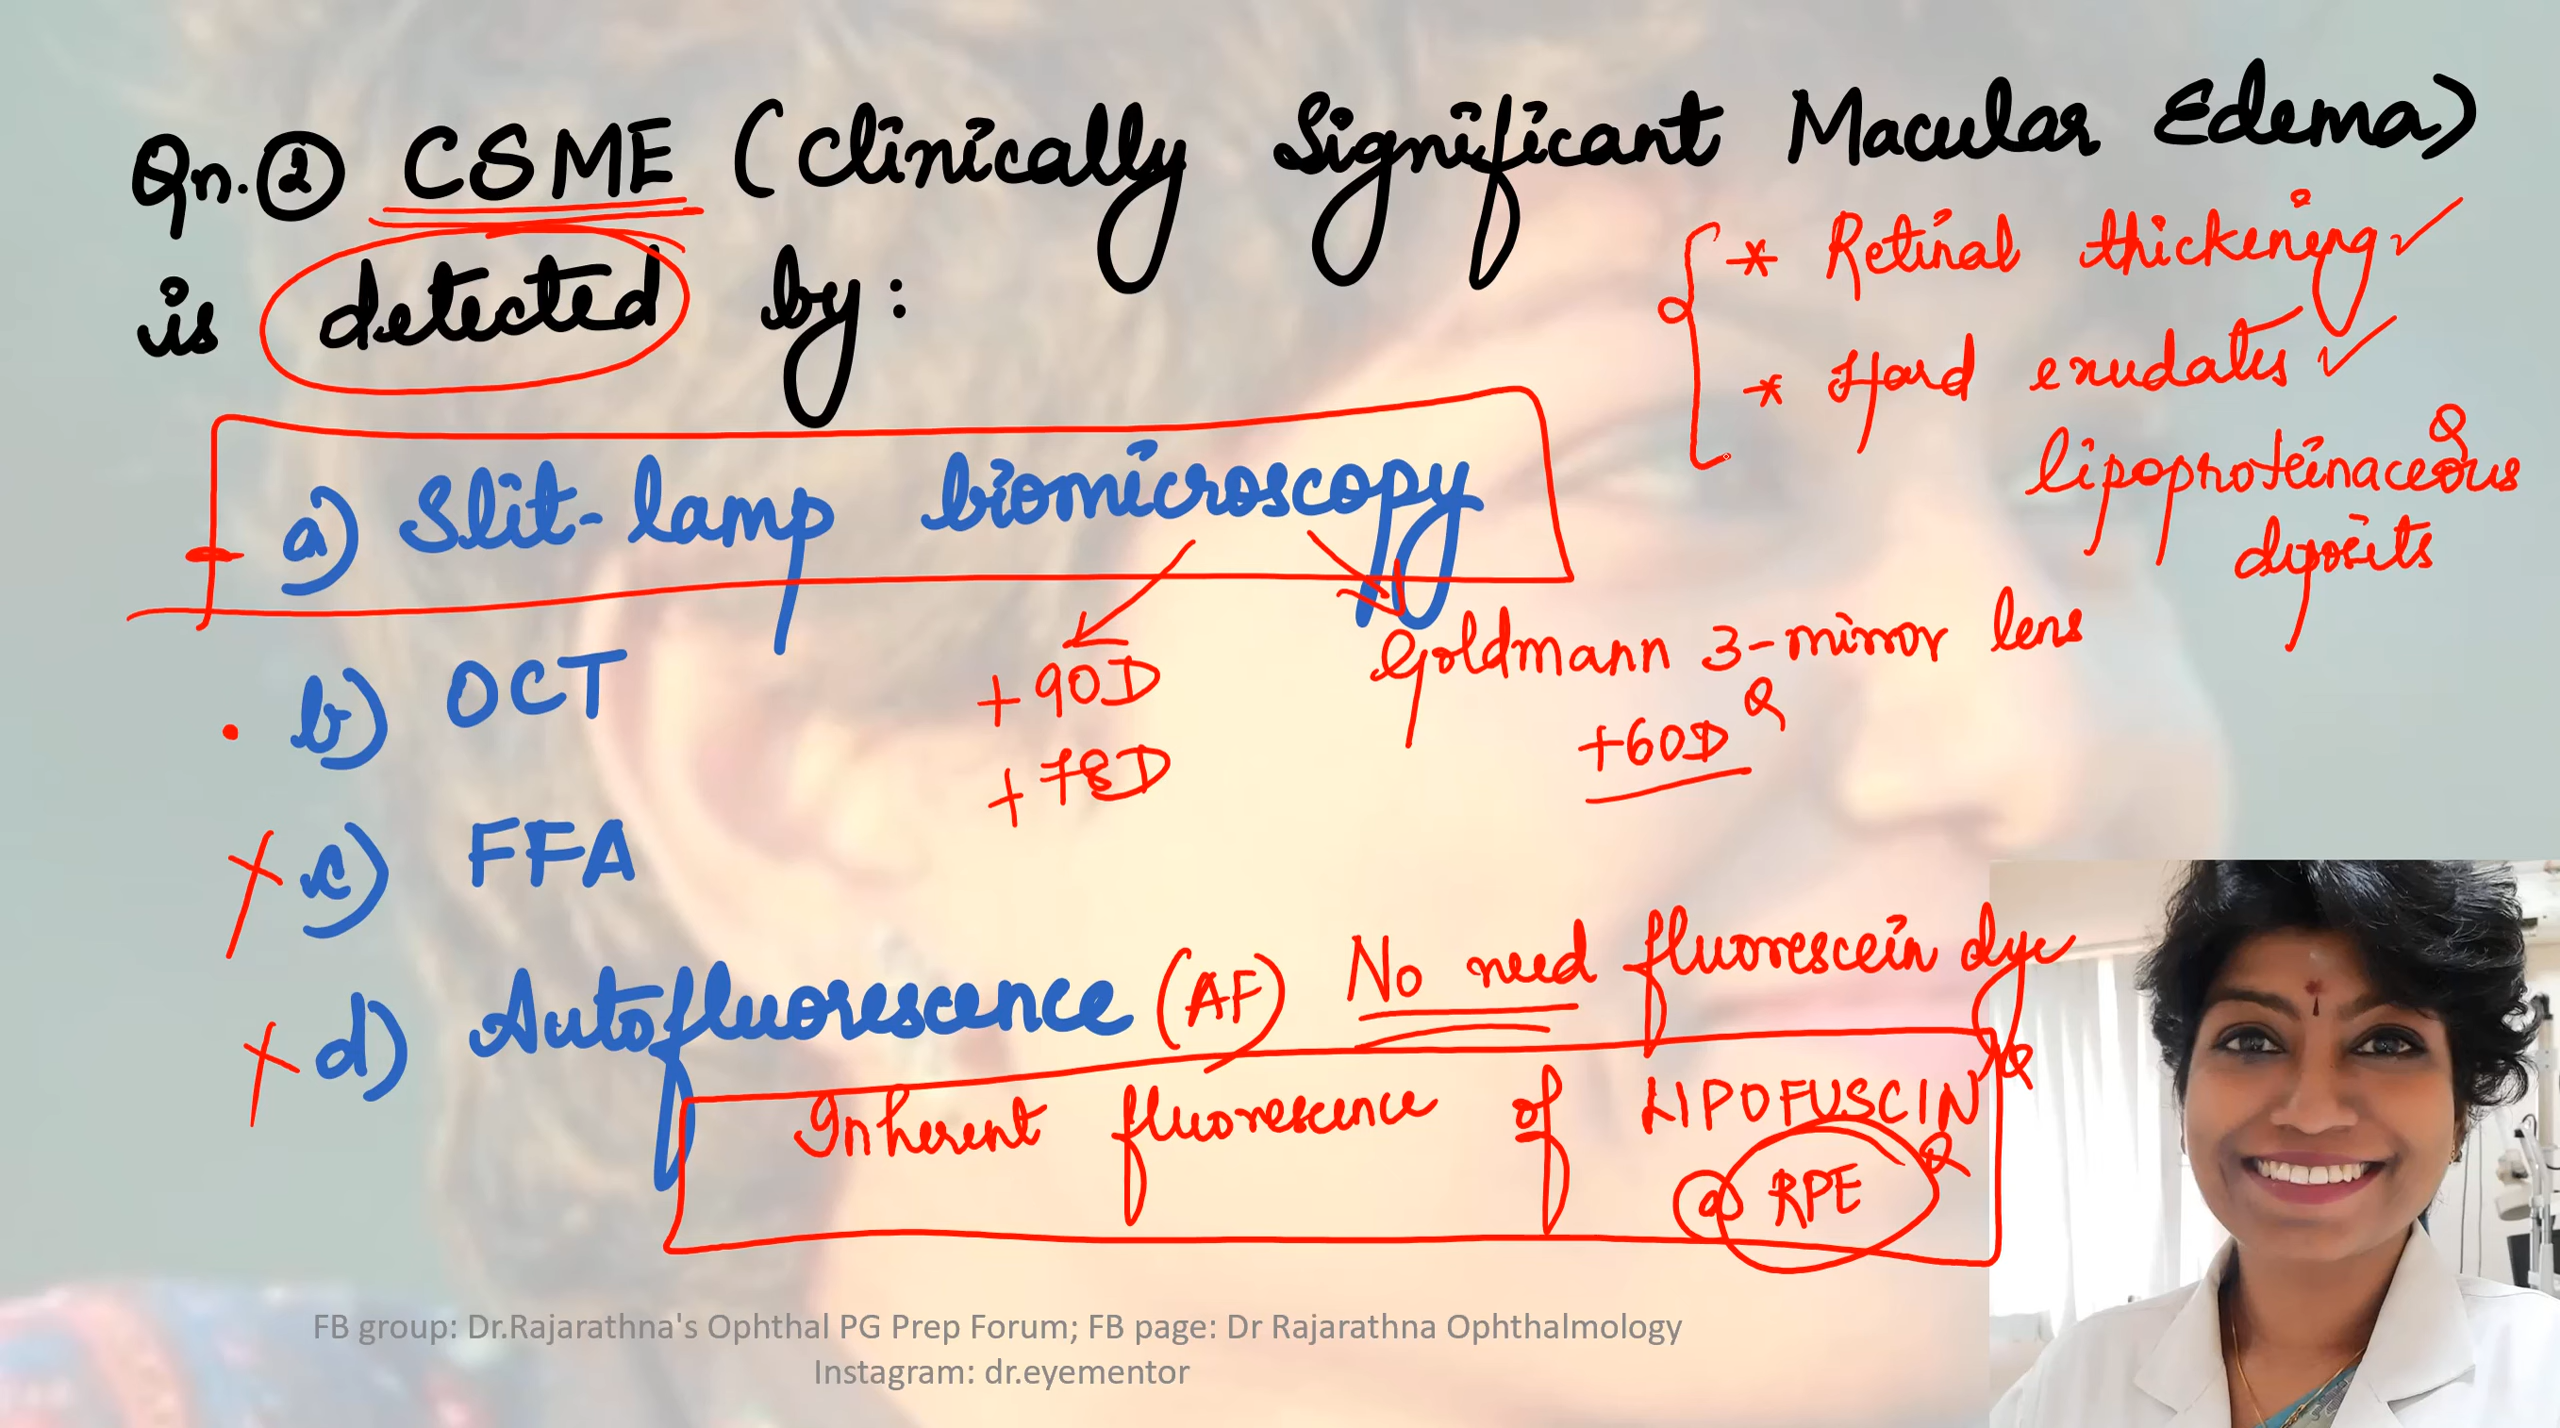 Qn. 2 CSME (Clinically Significant Macular Edema)
is detected by:
* Retinal thickening
* Hard exudates
lipoproteinaceous Q
deposits
a) Slit-lamp biomicroscopy
+90D
+78D
Goldmann 3-mirror lens
+60D Q
b) OCT
c) FFA
d) Autofluorescence (AF) No need fluorescein dye
Inherent fluorescence of LIPOFUSCIN Q
@ RPE Q
FB group: Dr.Rajarathna's Ophthal PG Prep Forum; FB page: Dr Rajarathna Ophthalmology
Instagram: dr.eyementor